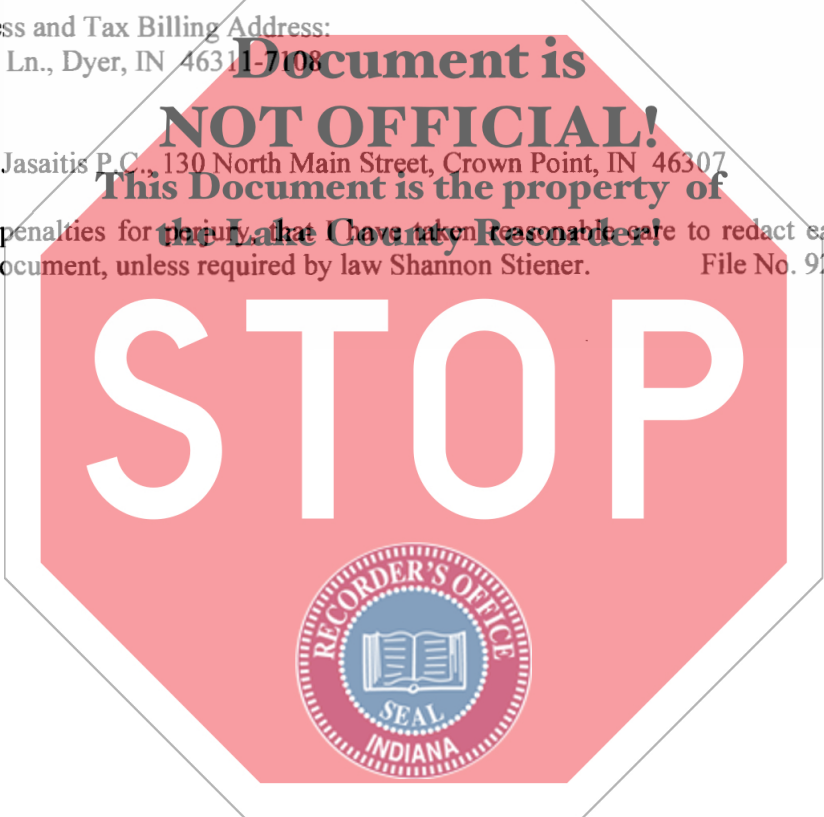 ss and Tax Billing Address:
Ln., Dyer, IN 46311-7108
Document is
NOT OFFICIAL!
Jasaitis P.C., 130 North Main Street, Crown Point, IN 46307
This Document is the property of
penalties for perjury, that I have taken reasonable care to redact ea
the Lake County Recorder!
ocument, unless required by law Shannon Stiener. File No. 92
STOP
RECORDER'S OFFICE
SEAL
INDIANA